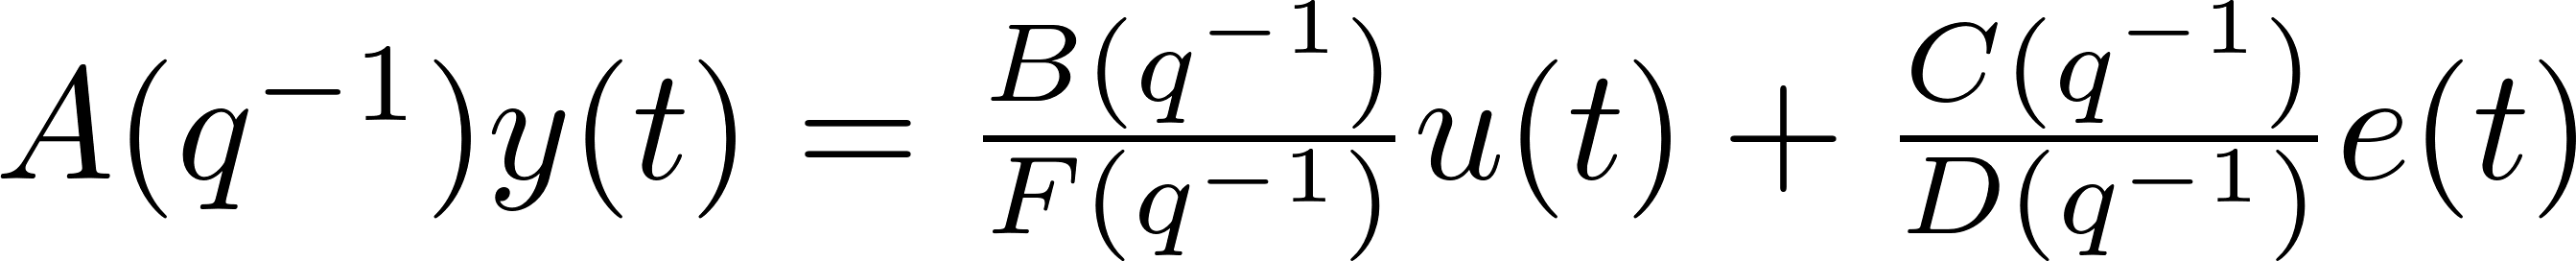 A(q⁻¹)y(t) = \frac{B(q⁻¹)}{F(q⁻¹)}u(t) + \frac{C(q⁻¹)}{D(q⁻¹)}e(t)